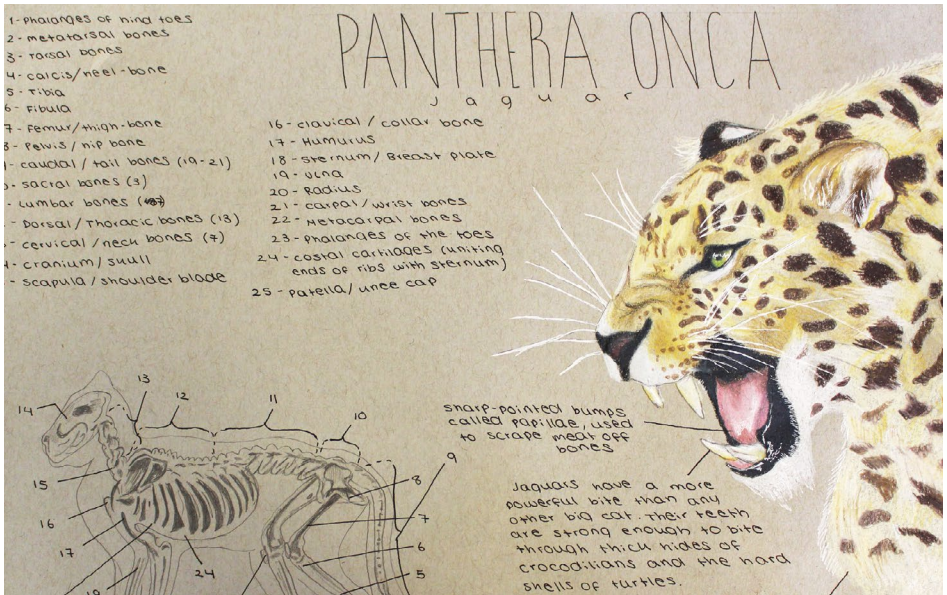 PANTHERA ONCA
jaguar
1-phalanges of hind toes
2-metatarsal bones
3-tarsal bones
4-calcis/heel-bone
5-Tibia
6-Fibula
7-Femur/thigh-bone
8-Pelvis/hip bone
-caudal/tail bones (19-21)
-sacral bones (3)
-Lumbar bones
-Dorsal/Thoracic bones (13)
-cervical/neck bones (7)
-cranium/skull
-scapula/shoulder blade
16-clavical/collar bone
17-Humurus
18-sternum/Breast plate
19-ulna
20-Radius
21-carpal/wrist bones
22-metacarpal bones
23-phalanges of the toes
24-costal cartilages (uniting
ends of ribs with sternum)
25-patella/knee cap
14
13
12
11
10
9
8
7
6
5
15
16
17
24
19
sharp-pointed bumps
called papillae, used
to scrape meat off
bones
Jaguars have a more
powerful bite than any
other big cat. Their teeth
are strong enough to bite
through thick hides of
crocodilians and the hard
shells of turtles.